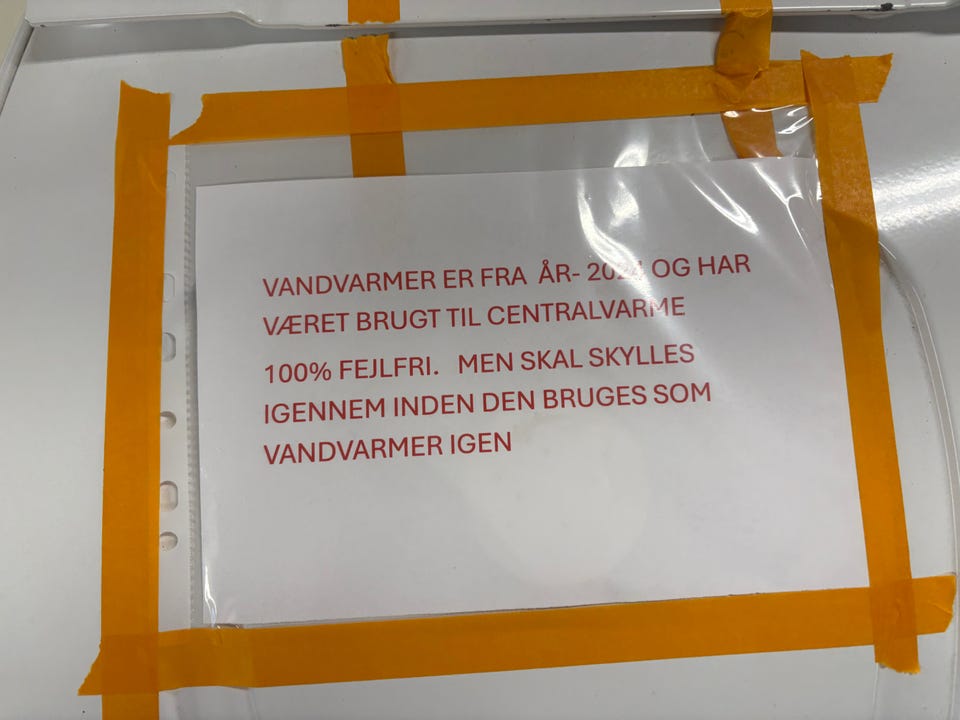 VANDVARMER ER FRA ÅR- 2024 OG HAR
VÆRET BRUGT TIL CENTRALVARME
100% FEJLFRI. MEN SKAL SKYLLES
IGENNEM INDEN DEN BRUGES SOM
VANDVARMER IGEN